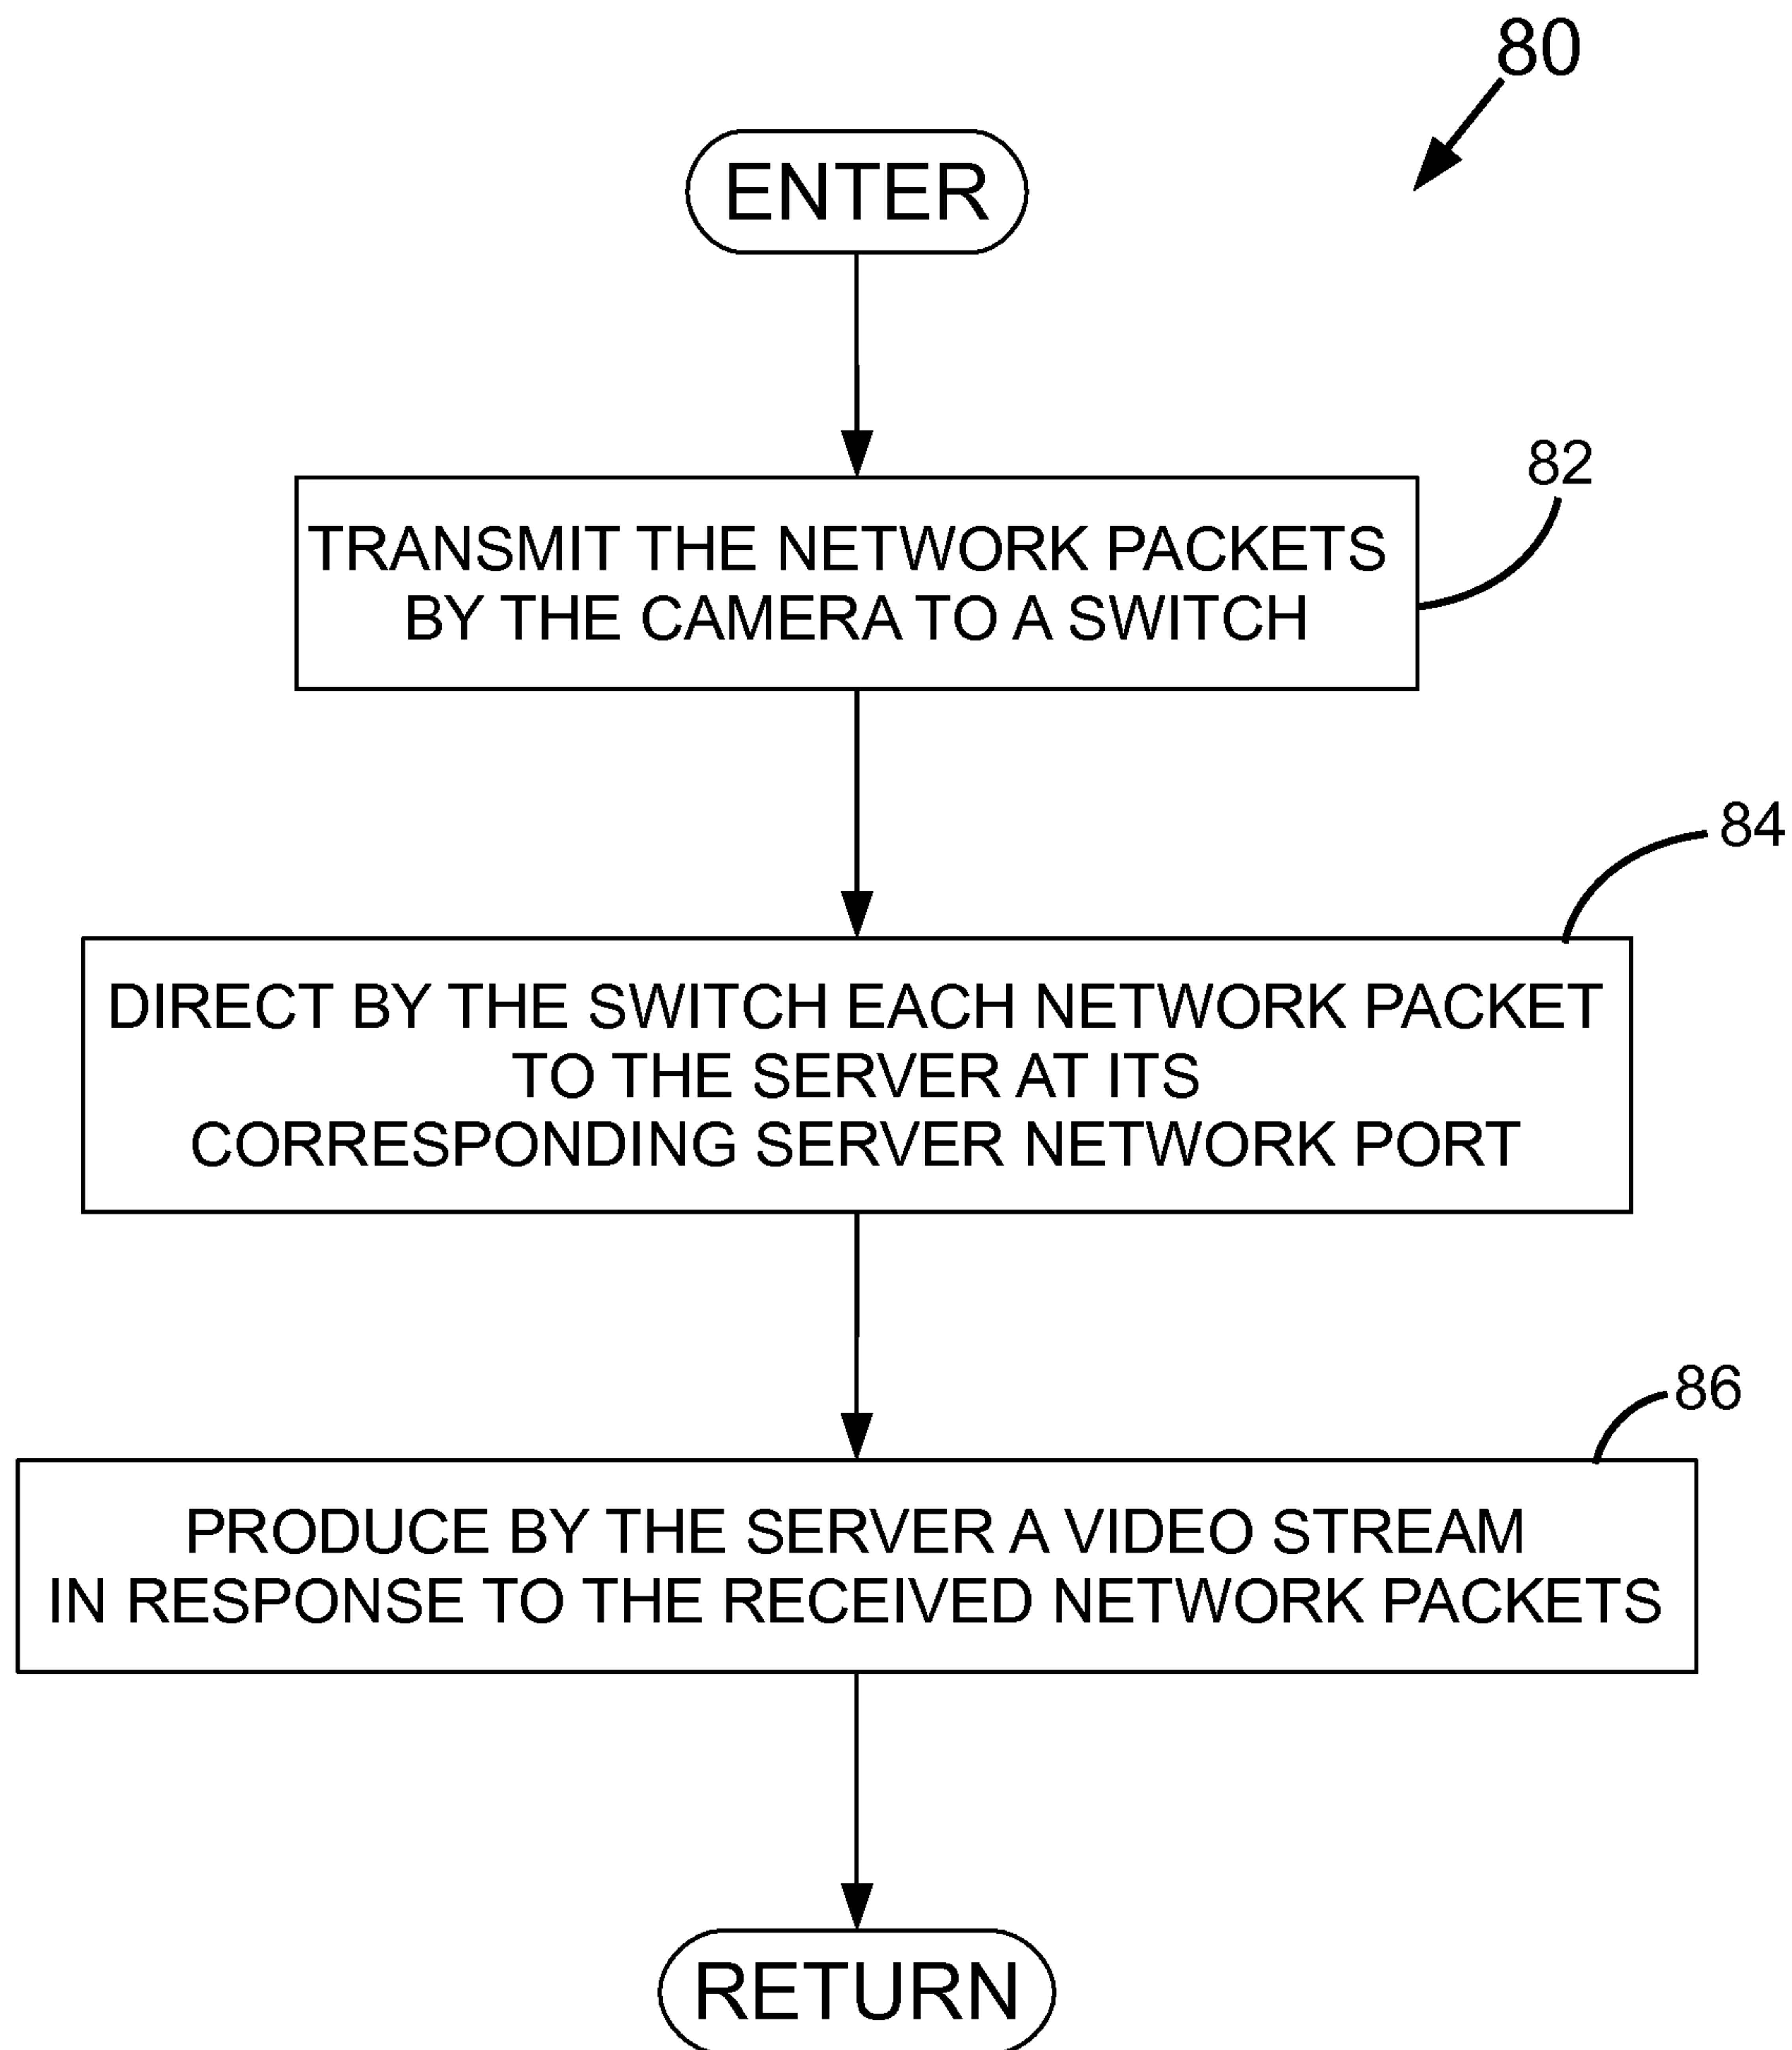 80
ENTER
82
TRANSMIT THE NETWORK PACKETS
BY THE CAMERA TO A SWITCH
84
DIRECT BY THE SWITCH EACH NETWORK PACKET
TO THE SERVER AT ITS
CORRESPONDING SERVER NETWORK PORT
86
PRODUCE BY THE SERVER A VIDEO STREAM
IN RESPONSE TO THE RECEIVED NETWORK PACKETS
RETURN